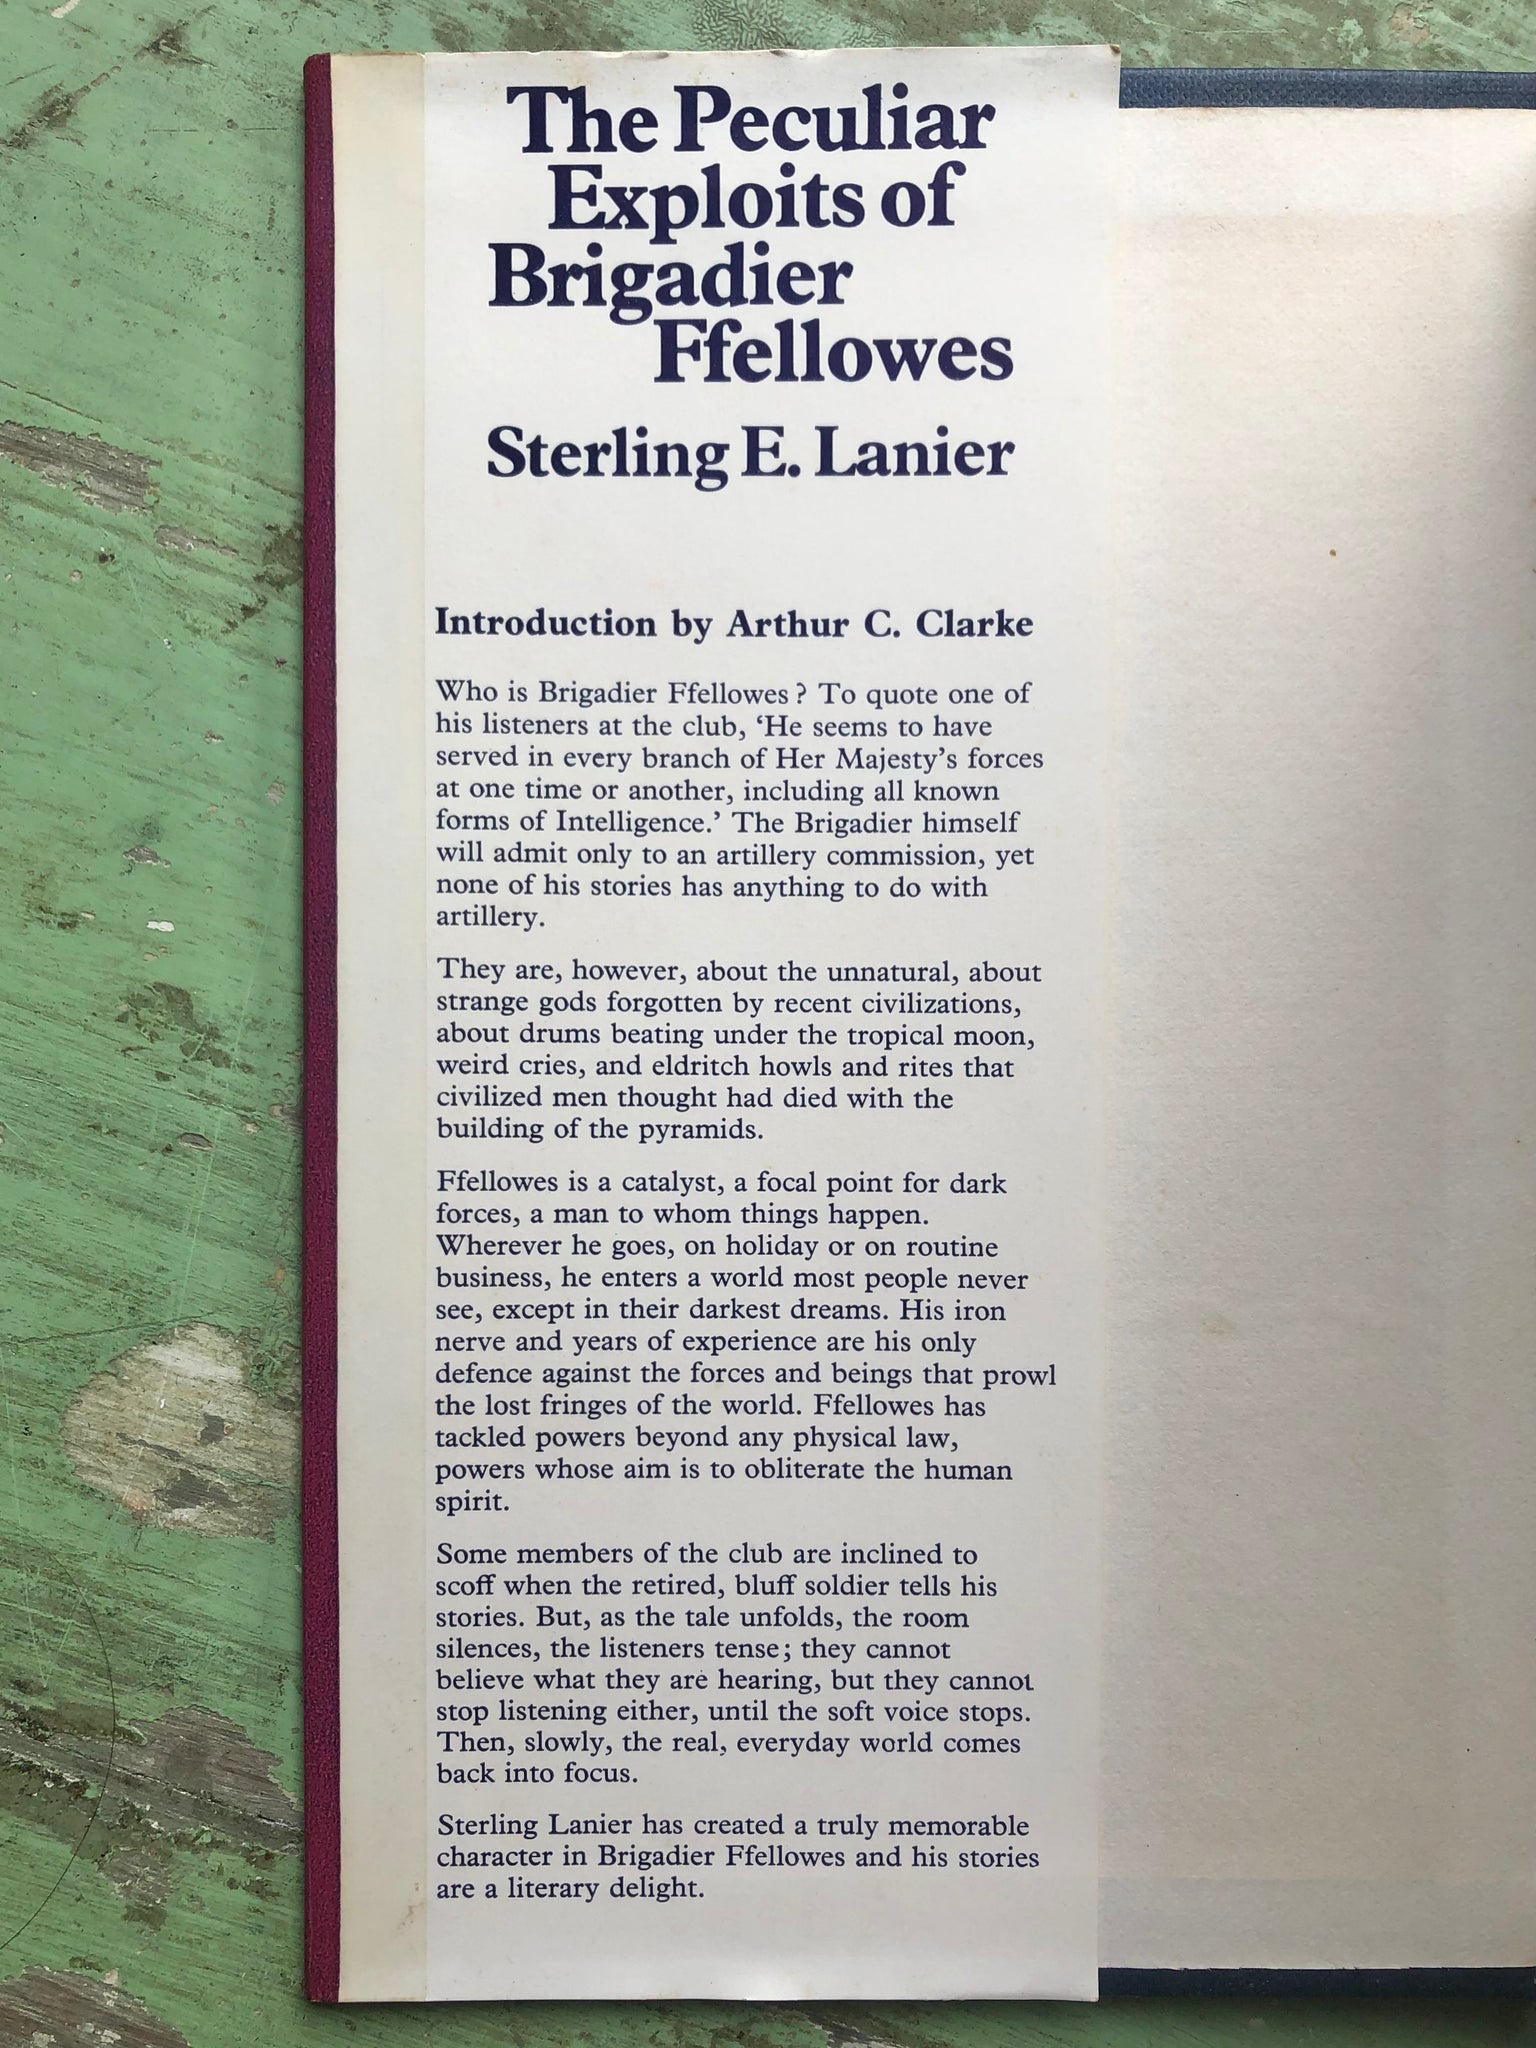 The Peculiar
Exploits of
Brigadier
Ffellowes
Sterling E. Lanier
Introduction by Arthur C. Clarke
Who is Brigadier Ffellowes? To quote one of
his listeners at the club, ‘He seems to have
served in every branch of Her Majesty’s forces
at one time or another, including all known
forms of Intelligence.’ The Brigadier himself
will admit only to an artillery commission, yet
none of his stories has anything to do with
artillery.
They are, however, about the unnatural, about
strange gods forgotten by recent civilizations,
about drums beating under the tropical moon,
weird cries, and eldritch howls and rites that
civilized men thought had died with the
building of the pyramids.
Ffellowes is a catalyst, a focal point for dark
forces, a man to whom things happen.
Wherever he goes, on holiday or on routine
business, he enters a world most people never
see, except in their darkest dreams. His iron
nerve and years of experience are his only
defence against the forces and beings that prowl
the lost fringes of the world. Ffellowes has
tackled powers beyond any physical law,
powers whose aim is to obliterate the human
spirit.
Some members of the club are inclined to
scoff when the retired, bluff soldier tells his
stories. But, as the tale unfolds, the room
silences, the listeners tense; they cannot
believe what they are hearing, but they cannot
stop listening either, until the soft voice stops.
Then, slowly, the real, everyday world comes
back into focus.
Sterling Lanier has created a truly memorable
character in Brigadier Ffellowes and his stories
are a literary delight.